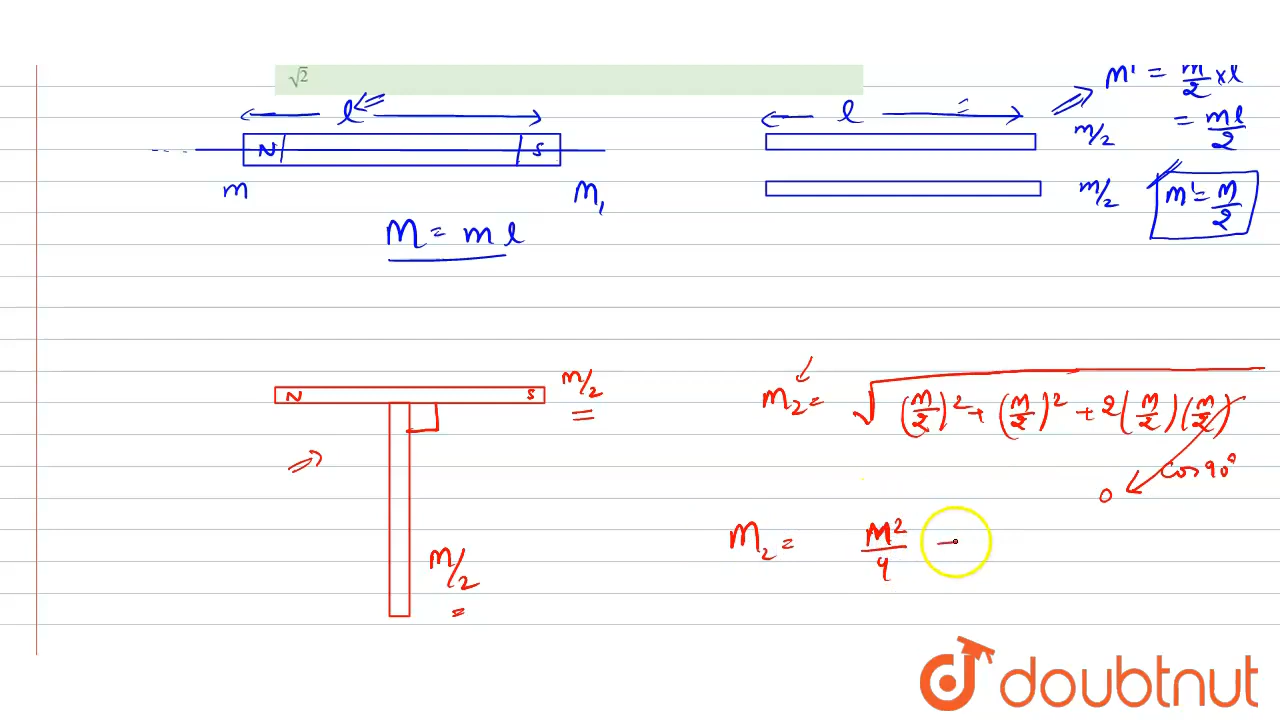 √2
l
N S
m M₁
M = m l
l
m/2
m/2
M' = m/2 × l
= ml/2
M' = M/2
N S
M/2
M/2
M₂ = √((M/2)² + (M/2)² + 2(M/2)(M/2)
cos 90°
0
M₂ = M²/4
doubtnut